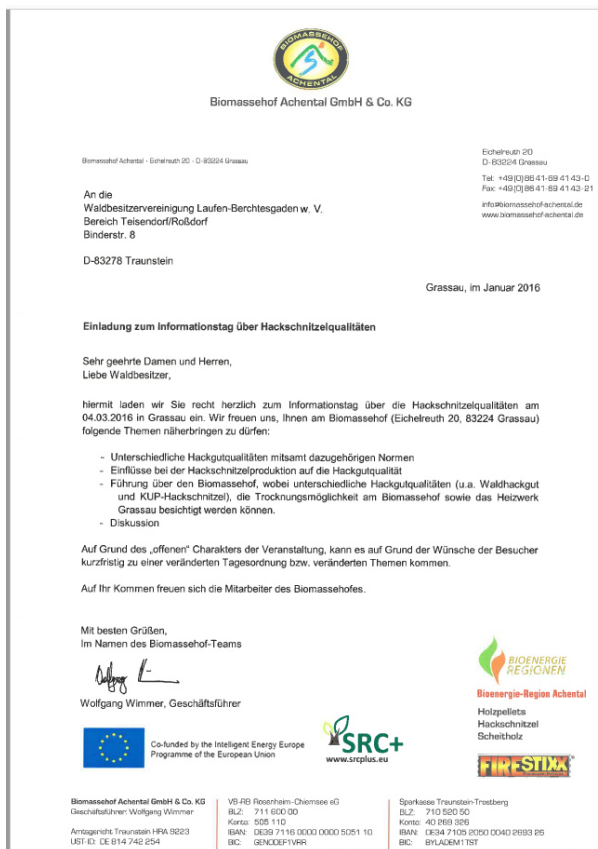 BIOMASSEHOF
ACHENTAL
Biomassehof Achental GmbH & Co. KG
Biomassehof Achental - Eichelreuth 20 - D-83224 Grassau
Eichelreuth 20
D-83224 Grassau
Tel: +49(0)86 41-69 41 43-0
Fax: +49(0)86 41-69 41 43-21
info@biomassehof-achental.de
www.biomassehof-achental.de
An die
Waldbesitzervereinigung Laufen-Berchtesgaden w. V.
Bereich Teisendorf/Roßdorf
Binderstr. 8
D-83278 Traunstein
Grassau, im Januar 2016
Einladung zum Informationstag über Hackschnitzelqualitäten
Sehr geehrte Damen und Herren,
Liebe Waldbesitzer,
hiermit laden wir Sie recht herzlich zum Informationstag über die Hackschnitzelqualitäten am
04.03.2016 in Grassau ein. Wir freuen uns, Ihnen am Biomassehof (Eichelreuth 20, 83224 Grassau)
folgende Themen näherbringen zu dürfen:
- Unterschiedliche Hackgutqualitäten mitsamt dazugehörigen Normen
- Einflüsse bei der Hackschnitzelproduktion auf die Hackgutqualität
- Führung über den Biomassehof, wobei unterschiedliche Hackgutqualitäten (u.a. Waldhackgut
und KUP-Hackschnitzel), die Trocknungsmöglichkeit am Biomassehof sowie das Heizwerk
Grassau besichtigt werden können.
- Diskussion
Auf Grund des „offenen“ Charakters der Veranstaltung, kann es auf Grund der Wünsche der Besucher
kurzfristig zu einer veränderten Tagesordnung bzw. veränderten Themen kommen.
Auf Ihr Kommen freuen sich die Mitarbeiter des Biomassehofes.
Mit besten Grüßen,
Im Namen des Biomassehof-Teams
Wolfgang Wimmer, Geschäftsführer
BIOENERGIE
REGIONEN
Bioenergie-Region Achental
Holzpellets
Hackschnitzel
Scheitholz
FIRESTIXX
Co-funded by the Intelligent Energy Europe
Programme of the European Union
SRC+
www.srcplus.eu
Biomassehof Achental GmbH & Co. KG
Geschäftsführer: Wolfgang Wimmer
Amtsgericht Traunstein HRA 9223
UST-ID: DE 814 742 254
VB-RB Rosenheim-Chiemsee eG
BLZ: 711 600 00
Konto: 505 110
IBAN: DE39 7116 0000 0000 5051 10
BIC: GENODEF1VRR
Sparkasse Traunstein-Trostberg
BLZ: 710 520 50
Konto: 40 269 326
IBAN: DE34 7105 2050 0040 2693 26
BIC: BYLADEM1TST